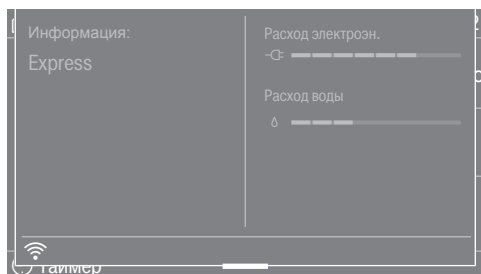 Информация:
Express
Расход электроэн.
Расход воды
Таймер